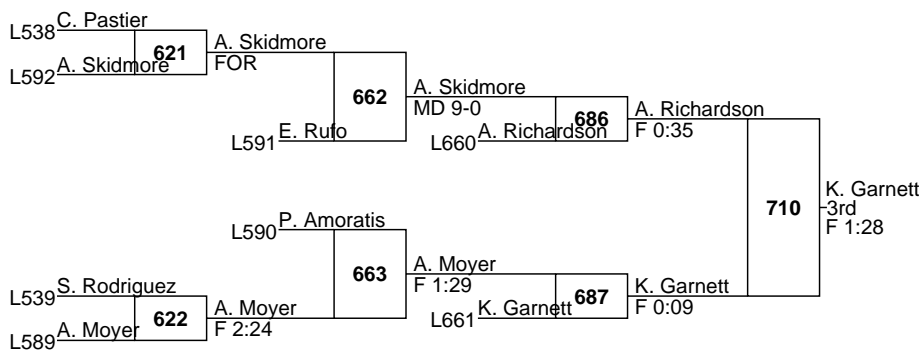 L538 C. Pastier
621
A. Skidmore
FOR
L592 A. Skidmore
662
A. Skidmore
MD 9-0
L591 E. Rufo
L660 A. Richardson
686
A. Richardson
F 0:35
710
K. Garnett
3rd
F 1:28
L590 P. Amoratis
663
A. Moyer
F 1:29
L539 S. Rodriguez
622
A. Moyer
F 2:24
L589 A. Moyer
L661 K. Garnett
687
K. Garnett
F 0:09